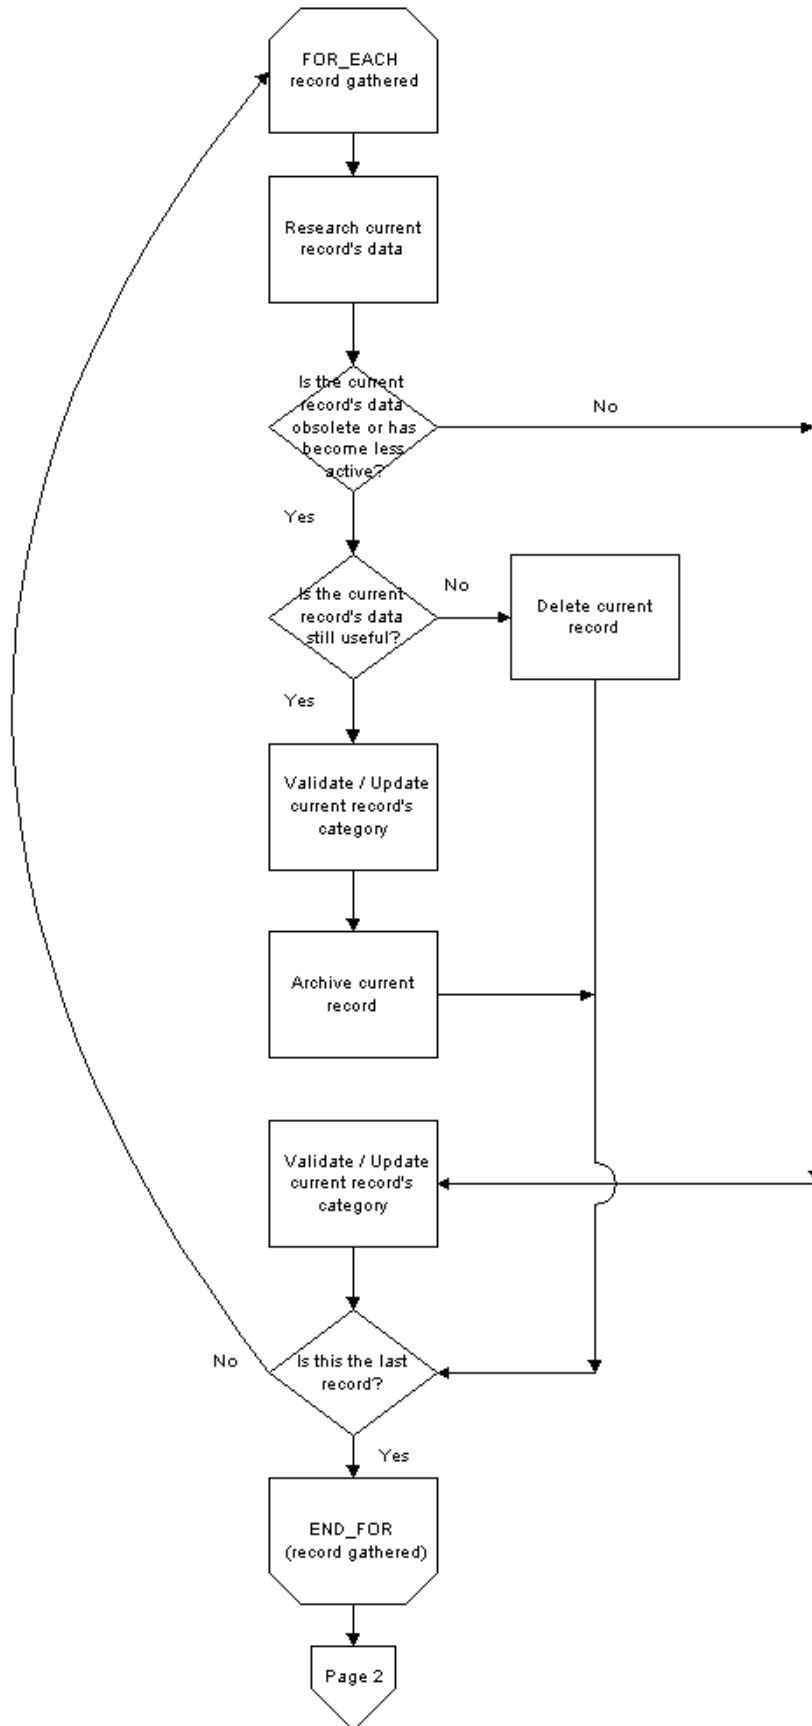 FOR_EACH
record gathered
Research current
record's data
Is the current
record's data
obsolete or has
become less
active?
No
Yes
Is the current
record's data
still useful?
No
Delete current
record
Yes
Validate / Update
current record's
category
Archive current
record
Validate / Update
current record's
category
Is this the last
record?
No
Yes
END_FOR
(record gathered)
Page 2